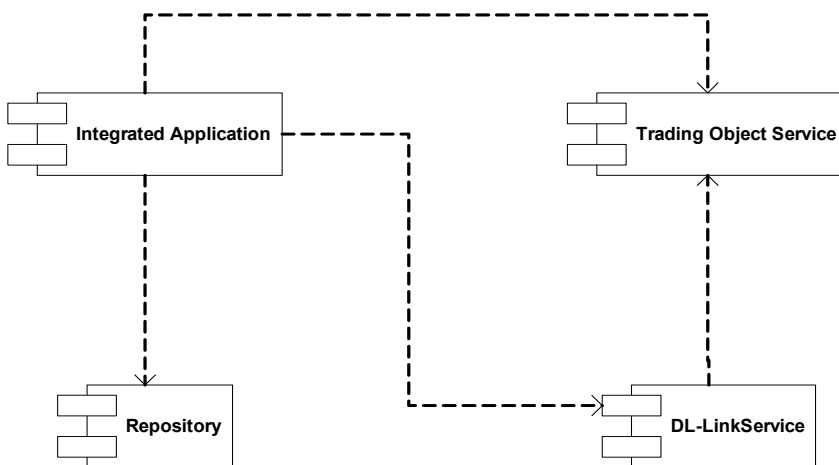 Integrated Application
Trading Object Service
Repository
DL-LinkService